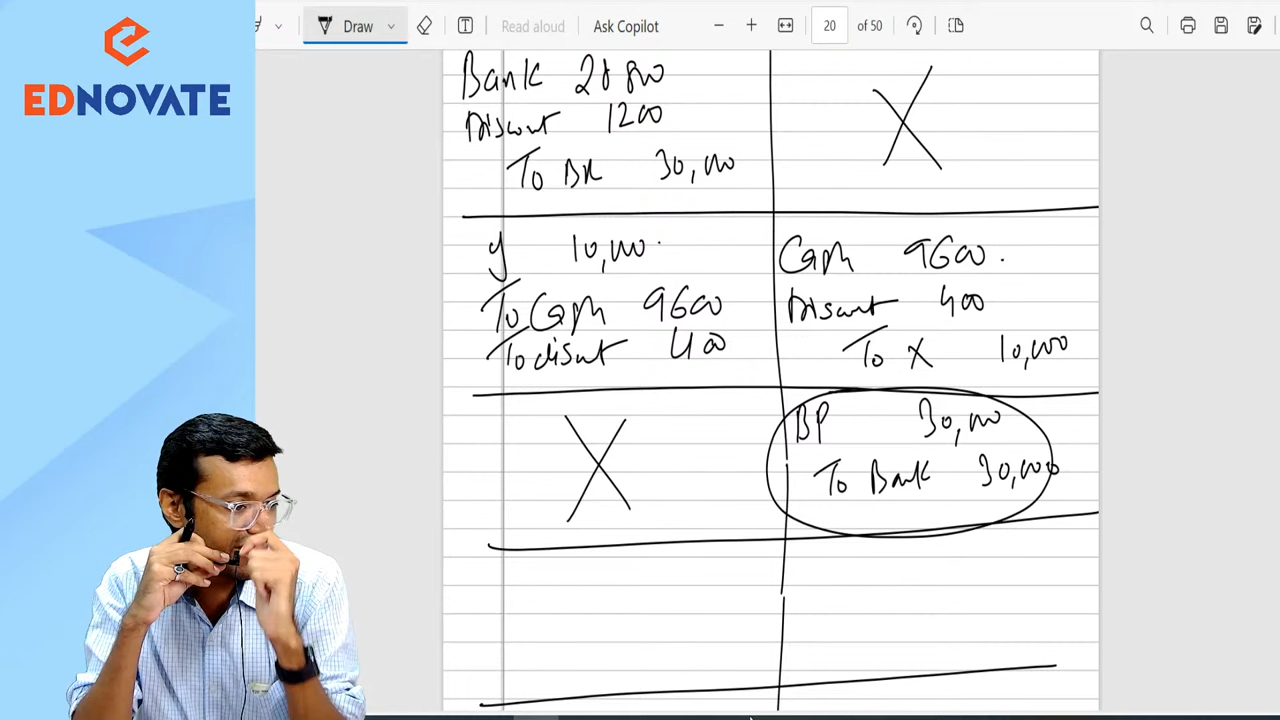 Draw
Read aloud
Ask Copilot
20 of 50
EDNOVATE
Bank 28800
Discount 1200
To BR 30,000
Y 10,000.
To Cash 9600
To discount 400
Cash 9600.
Discount 400
To X 10,000
BP 30,000
To Bank 30,000